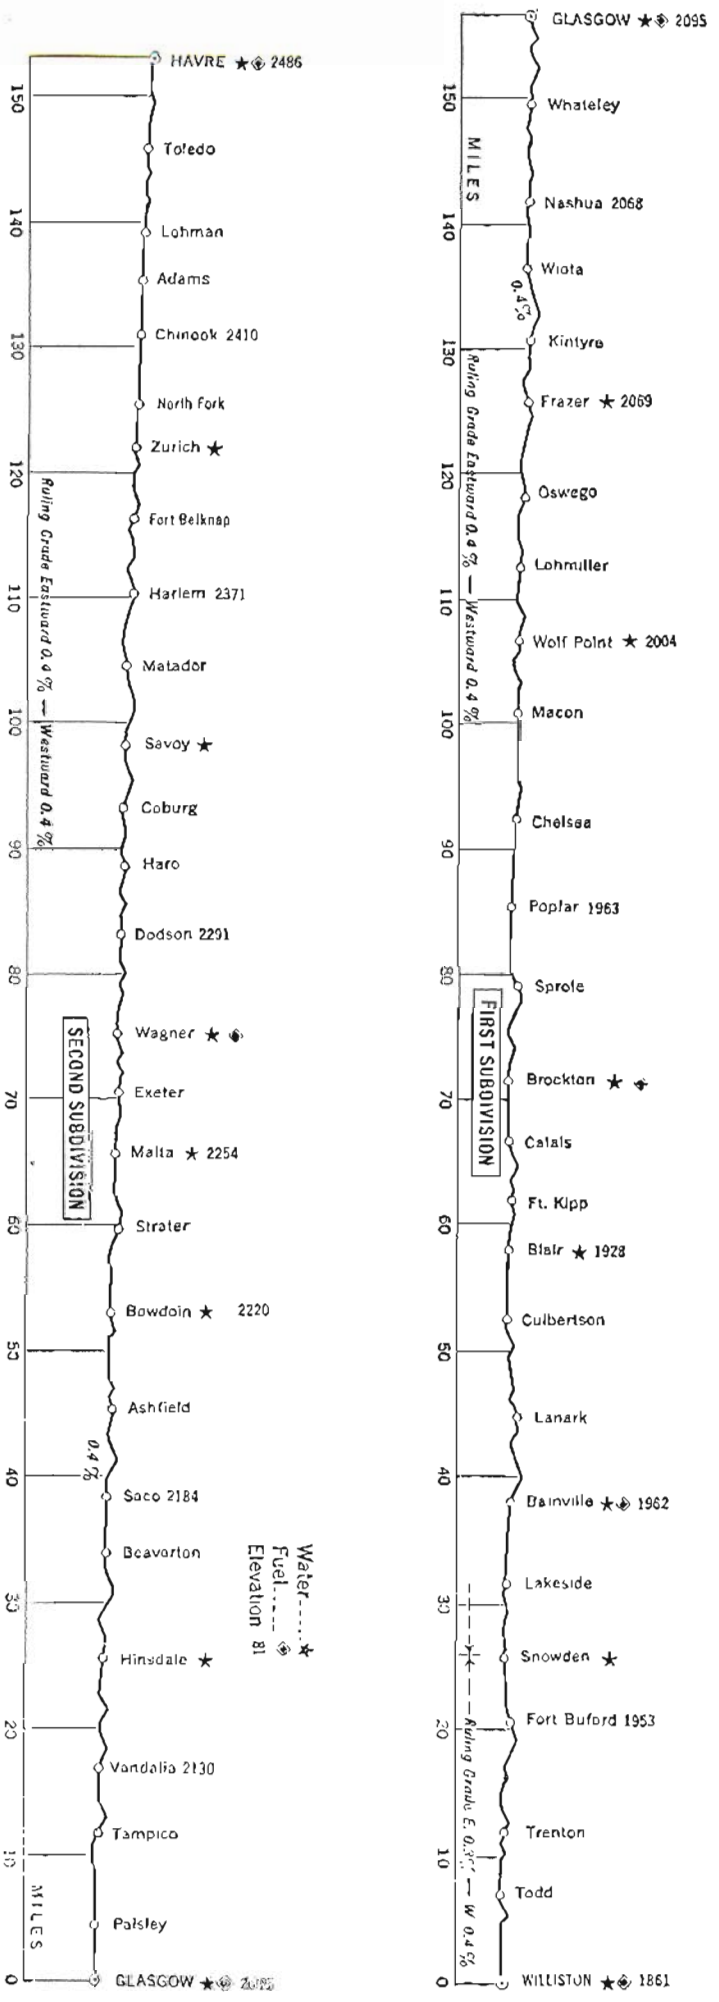 HAVRE ★ 2486
Toledo
Lohman
Adams
Chinook 2410
North Fork
Zurich ★
Fort Belknap
Harlem 2371
Matador
Savoy ★
Coburg
Haro
Dodson 2291
Wagner ★
Exeter
Malta ★ 2254
Strater
Bowdoin ★ 2220
Ashfield
Saco 2184
Beaverton
Hinsdale ★
Vandalia 2130
Tampico
Paisley
GLASGOW ★
150
140
130
120
110
100
90
80
70
60
50
40
30
20
10
0
MILES
Ruling Grade Eastward 0.4 % — Westward 0.4 %
SECOND SUBDIVISION
0.4 %
Water.....★
Fuel.....
Elevation 81
GLASGOW ★ 2095
Whateley
Nashua 2068
Wiota
Kintyre
Frazer ★ 2069
Oswego
Lohmiller
Wolf Point ★ 2004
Macon
Chelsea
Poplar 1963
Sprole
Brockton ★
Calais
Ft. Kipp
Blair ★ 1928
Culbertson
Lanark
Bainville ★ 1962
Lakeside
Snowden ★
Fort Buford 1953
Trenton
Todd
WILLISTON ★ 1861
150
140
130
120
110
100
90
80
70
60
50
40
30
20
10
0
MILES
0.4 %
Ruling Grade Eastward 0.4 % — Westward 0.4 %
FIRST SUBDIVISION
Ruling Grade E. — W 0.4 %